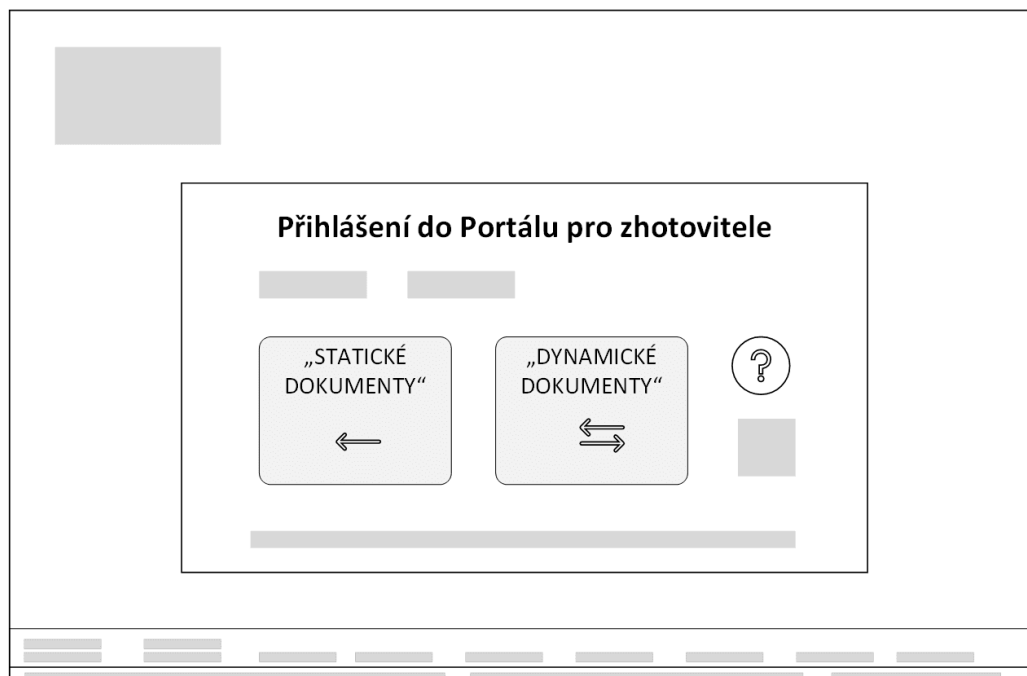 Přihlášení do Portálu pro zhotovitele
„STATICKÉ
DOKUMENTY“
„DYNAMICKÉ
DOKUMENTY“
?